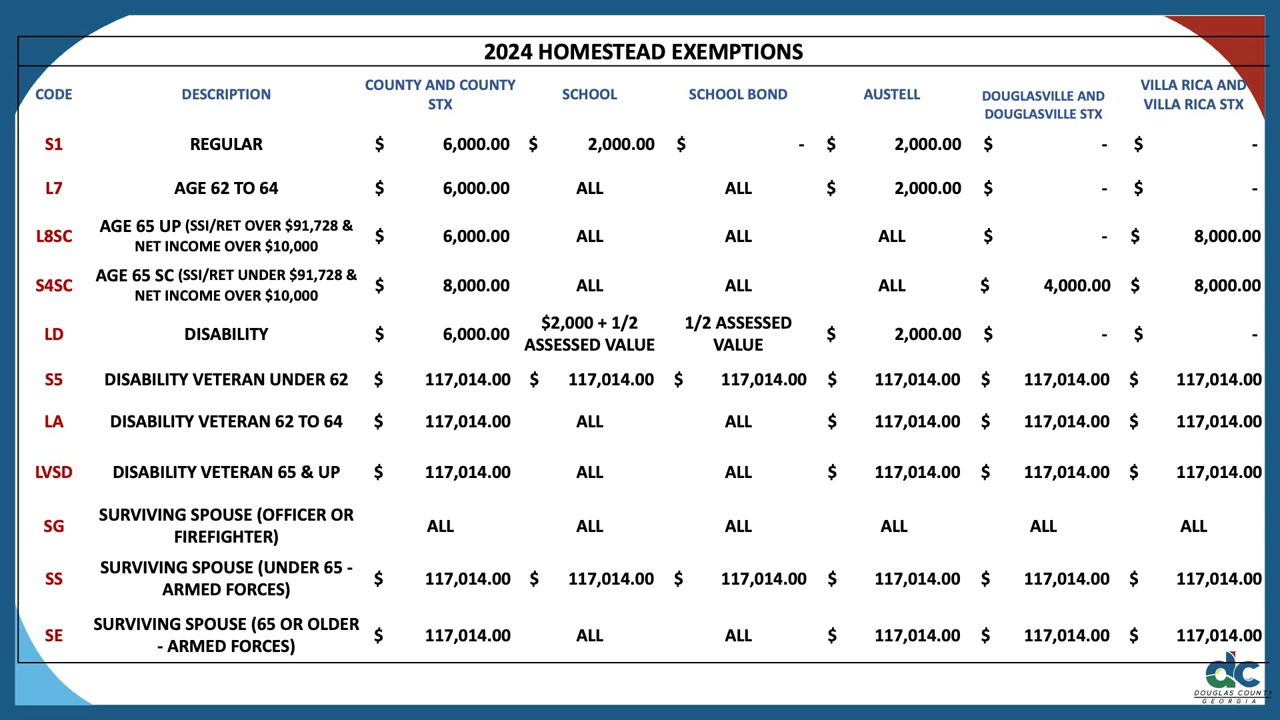 2024 HOMESTEAD EXEMPTIONS
CODE DESCRIPTION COUNTY AND COUNTY STX SCHOOL SCHOOL BOND AUSTELL DOUGLASVILLE AND DOUGLASVILLE STX VILLA RICA AND VILLA RICA STX
S1 REGULAR $ 6,000.00 $ 2,000.00 $ - $ 2,000.00 $ - $ -
L7 AGE 62 TO 64 $ 6,000.00 ALL ALL $ 2,000.00 $ - $ -
L8SC AGE 65 UP (SSI/RET OVER $91,728 & NET INCOME OVER $10,000 $ 6,000.00 ALL ALL ALL $ - $ 8,000.00
S4SC AGE 65 SC (SSI/RET UNDER $91,728 & NET INCOME OVER $10,000 $ 8,000.00 ALL ALL ALL $ 4,000.00 $ 8,000.00
LD DISABILITY $ 6,000.00 $2,000 + 1/2 ASSESSED VALUE 1/2 ASSESSED VALUE $ 2,000.00 $ - $ -
S5 DISABILITY VETERAN UNDER 62 $ 117,014.00 $ 117,014.00 $ 117,014.00 $ 117,014.00 $ 117,014.00 $ 117,014.00
LA DISABILITY VETERAN 62 TO 64 $ 117,014.00 ALL ALL $ 117,014.00 $ 117,014.00 $ 117,014.00
LVSD DISABILITY VETERAN 65 & UP $ 117,014.00 ALL ALL $ 117,014.00 $ 117,014.00 $ 117,014.00
SG SURVIVING SPOUSE (OFFICER OR FIREFIGHTER) ALL ALL ALL ALL ALL ALL
SS SURVIVING SPOUSE (UNDER 65 - ARMED FORCES) $ 117,014.00 $ 117,014.00 $ 117,014.00 $ 117,014.00 $ 117,014.00 $ 117,014.00
SE SURVIVING SPOUSE (65 OR OLDER - ARMED FORCES) $ 117,014.00 ALL ALL $ 117,014.00 $ 117,014.00 $ 117,014.00
dc
DOUGLAS COUNTY
GEORGIA